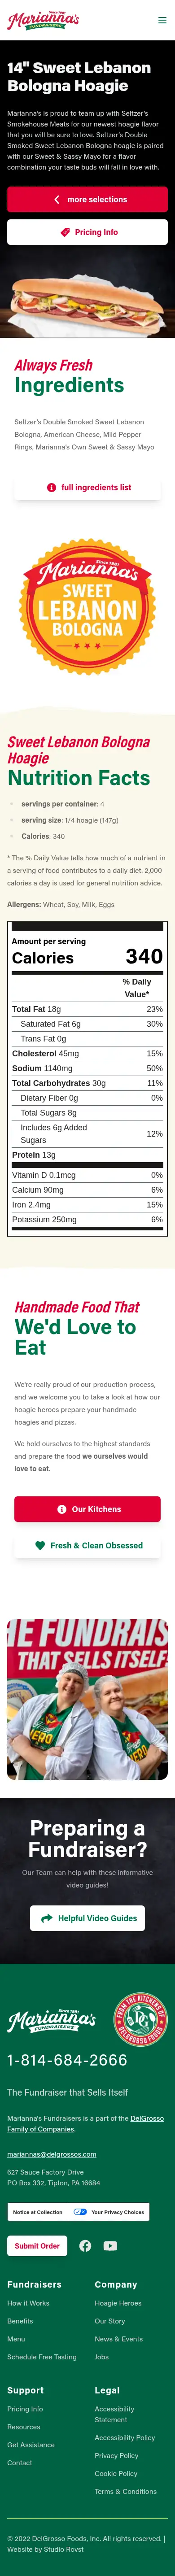 Since 1981
Marianna's
FUNDRAISERS
14" Sweet Lebanon
Bologna Hoagie
Marianna's is proud to team up with Seltzer's
Smokehouse Meats for our newest hoagie flavor
that you will be sure to love. Seltzer's Double
Smoked Sweet Lebanon Bologna hoagie is paired
with our Sweet & Sassy Mayo for a flavor
combination your taste buds will fall in love with.
more selections
Pricing Info
Always Fresh
Ingredients
Seltzer's Double Smoked Sweet Lebanon
Bologna, American Cheese, Mild Pepper
Rings, Marianna's Own Sweet & Sassy Mayo
full ingredients list
Since 1981
Marianna's
SWEET
LEBANON
BOLOGNA
Sweet Lebanon Bologna
Hoagie
Nutrition Facts
servings per container: 4
serving size: 1/4 hoagie (147g)
Calories: 340
* The % Daily Value tells how much of a nutrient in
a serving of food contributes to a daily diet. 2,000
calories a day is used for general nutrition advice.
Allergens: Wheat, Soy, Milk, Eggs
Amount per serving
Calories 340
% Daily
Value*
Total Fat 18g 23%
Saturated Fat 6g 30%
Trans Fat 0g
Cholesterol 45mg 15%
Sodium 1140mg 50%
Total Carbohydrates 30g 11%
Dietary Fiber 0g 0%
Total Sugars 8g
Includes 6g Added
Sugars 12%
Protein 13g
Vitamin D 0.1mcg 0%
Calcium 90mg 6%
Iron 2.4mg 15%
Potassium 250mg 6%
Handmade Food That
We'd Love to
Eat
We're really proud of our production process,
and we welcome you to take a look at how our
hoagie heroes prepare your handmade
hoagies and pizzas.
We hold ourselves to the highest standards
and prepare the food we ourselves would
love to eat.
Our Kitchens
Fresh & Clean Obsessed
HE FUNDRAISER
THAT SELLS ITSELF
Preparing a
Fundraiser?
Our Team can help with these informative
video guides!
Helpful Video Guides
Since 1981
Marianna's
FUNDRAISERS
FROM THE KITCHENS OF
DELGROSSO FOODS
1-814-684-2666
The Fundraiser that Sells Itself
Marianna's Fundraisers is a part of the DelGrosso
Family of Companies.
mariannas@delgrossos.com
627 Sauce Factory Drive
PO Box 332, Tipton, PA 16684
Notice at Collection
Your Privacy Choices
Submit Order
Fundraisers
How it Works
Benefits
Menu
Schedule Free Tasting
Company
Hoagie Heroes
Our Story
News & Events
Jobs
Support
Pricing Info
Resources
Get Assistance
Contact
Legal
Accessibility
Statement
Accessibility Policy
Privacy Policy
Cookie Policy
Terms & Conditions
© 2022 DelGrosso Foods, Inc. All rights reserved. |
Website by Studio Rovst